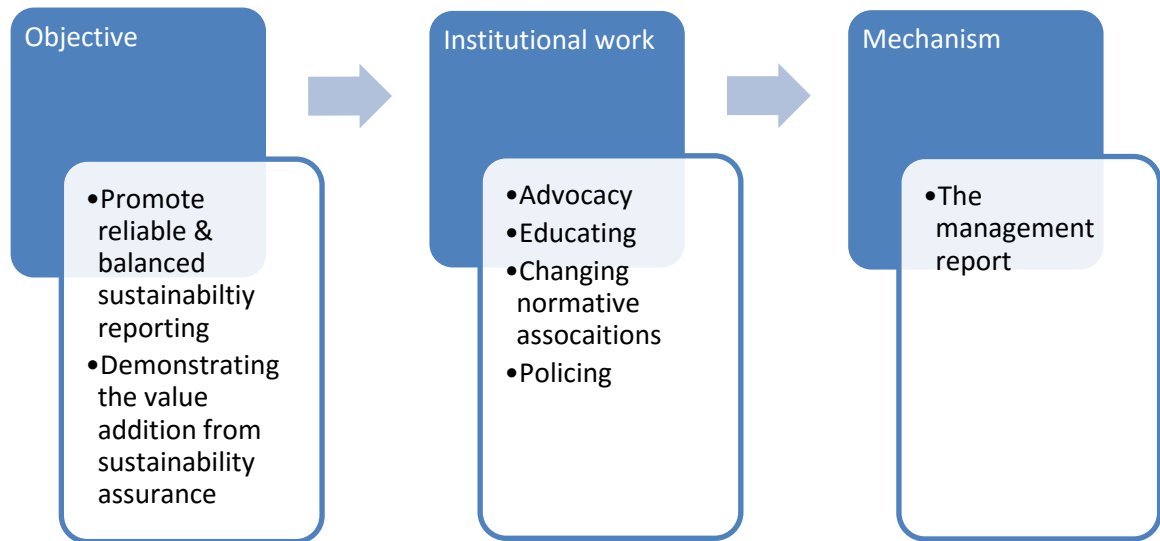 Objective
•Promote
reliable &
balanced
sustainabiltiy
reporting
•Demonstrating
the value
addition from
sustainability
assurance
Institutional work
•Advocacy
•Educating
•Changing
normative
assocaitions
•Policing
Mechanism
•The
management
report